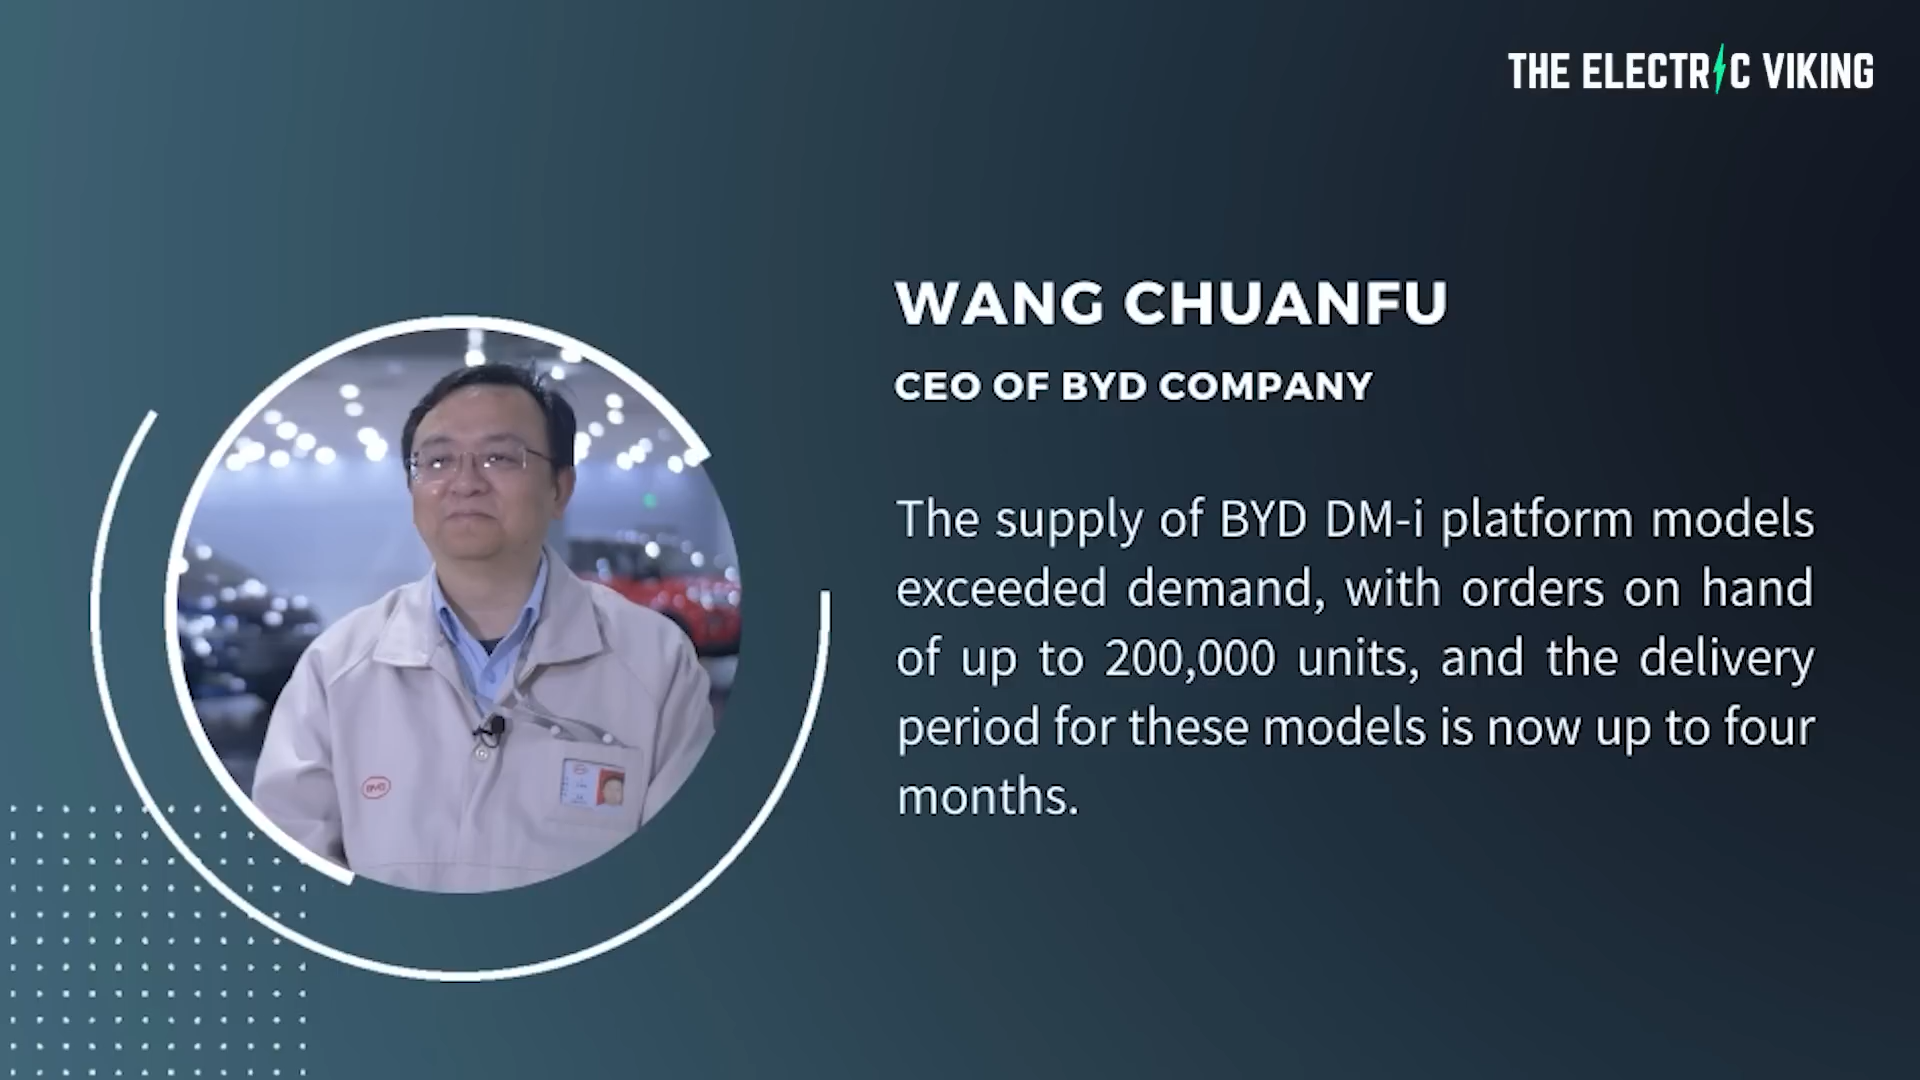 THE ELECTRIC VIKING
WANG CHUANFU
CEO OF BYD COMPANY
The supply of BYD DM-i platform models
exceeded demand, with orders on hand
of up to 200,000 units, and the delivery
period for these models is now up to four
months.
BYD